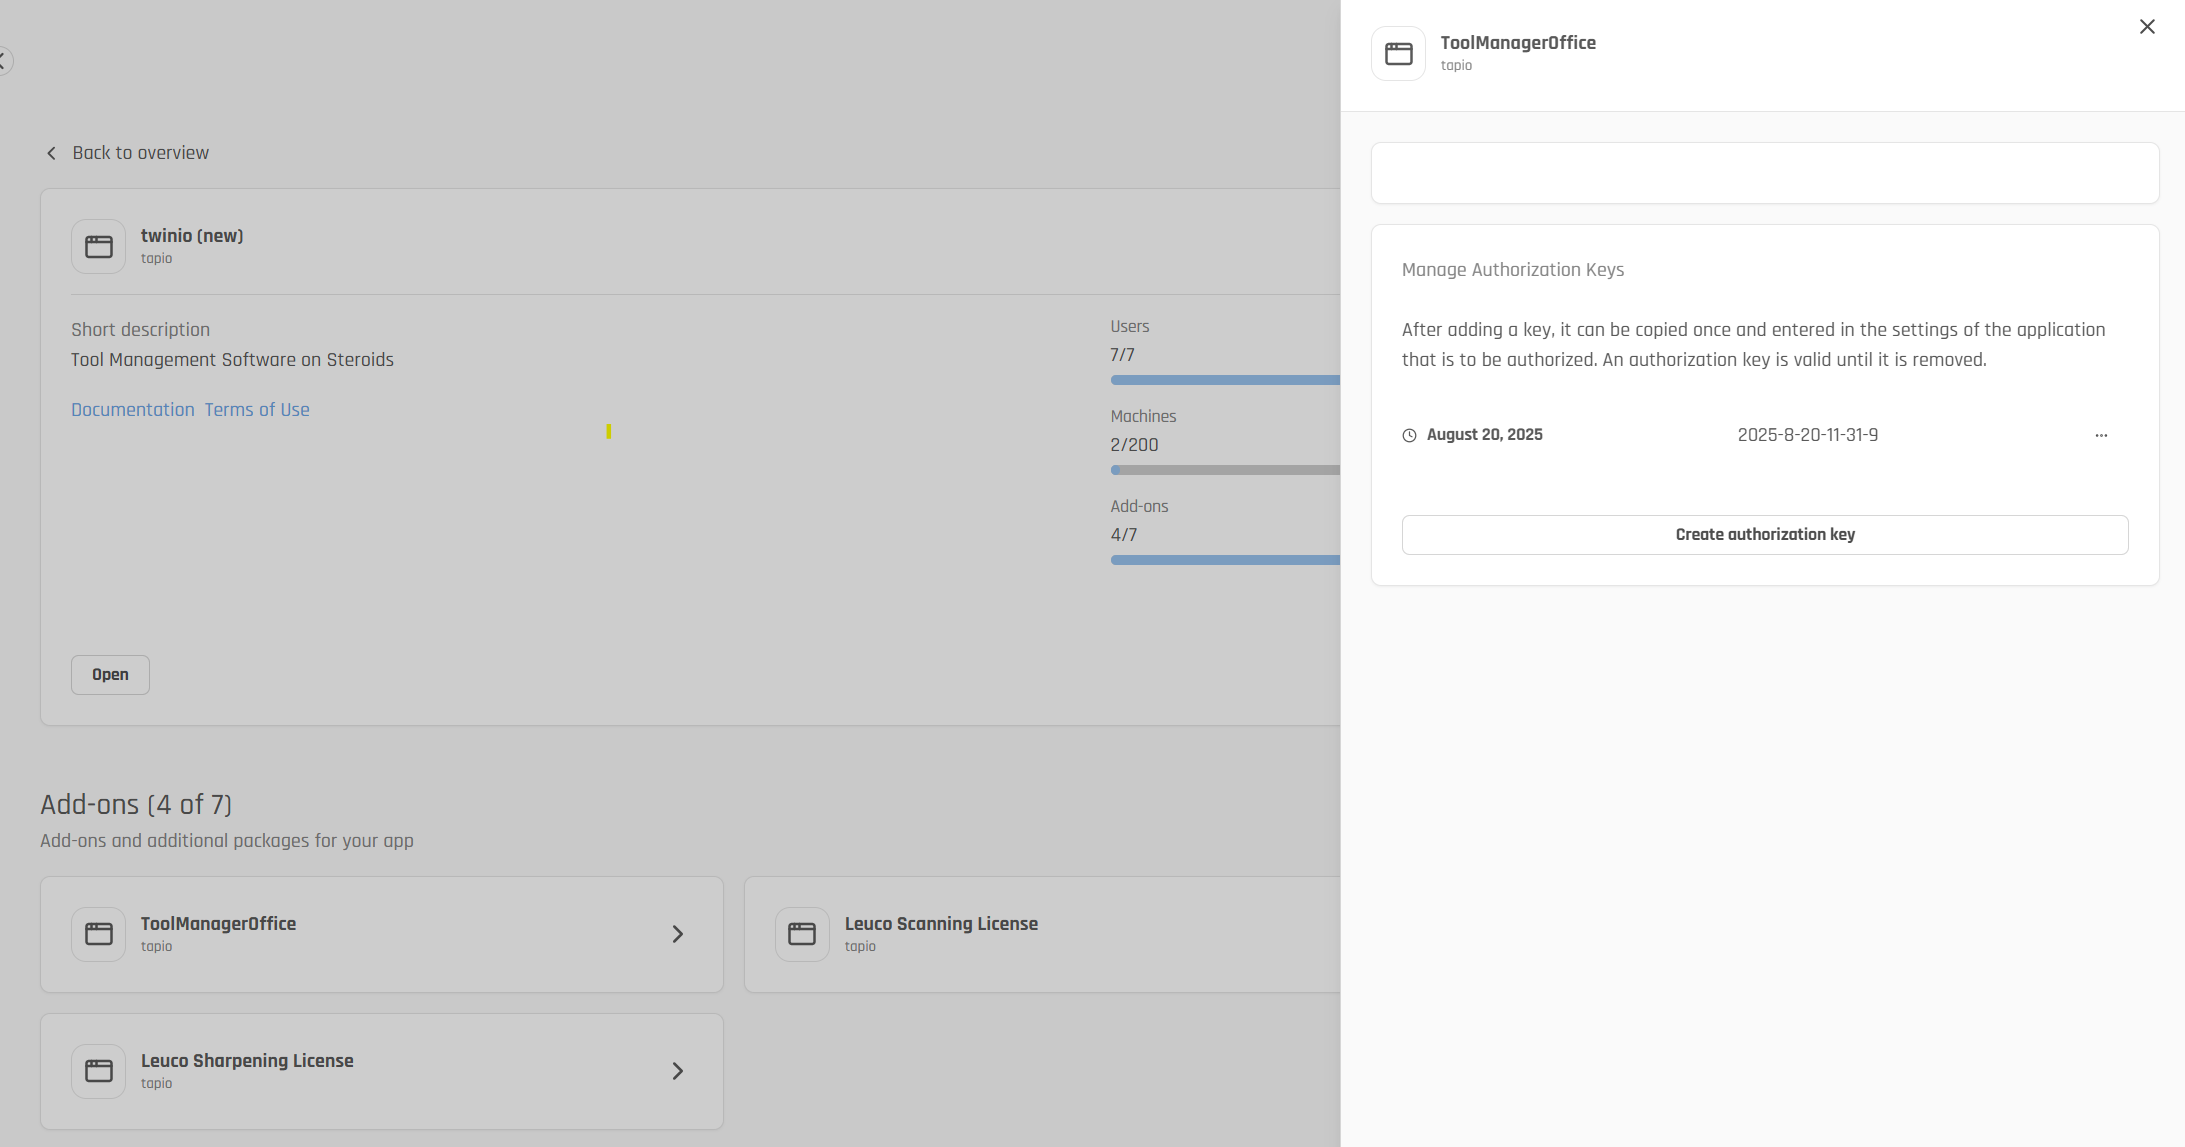 Back to overview
twinio (new)
tapio
Short description
Tool Management Software on Steroids
Documentation Terms of Use
Users
7/7
Machines
2/200
Add-ons
4/7
Open
Add-ons (4 of 7)
Add-ons and additional packages for your app
ToolManagerOffice
tapio
Leuco Scanning License
tapio
Leuco Sharpening License
tapio
ToolManagerOffice
tapio
Manage Authorization Keys
After adding a key, it can be copied once and entered in the settings of the application
that is to be authorized. An authorization key is valid until it is removed.
August 20, 2025 2025-8-20-11-31-9
Create authorization key